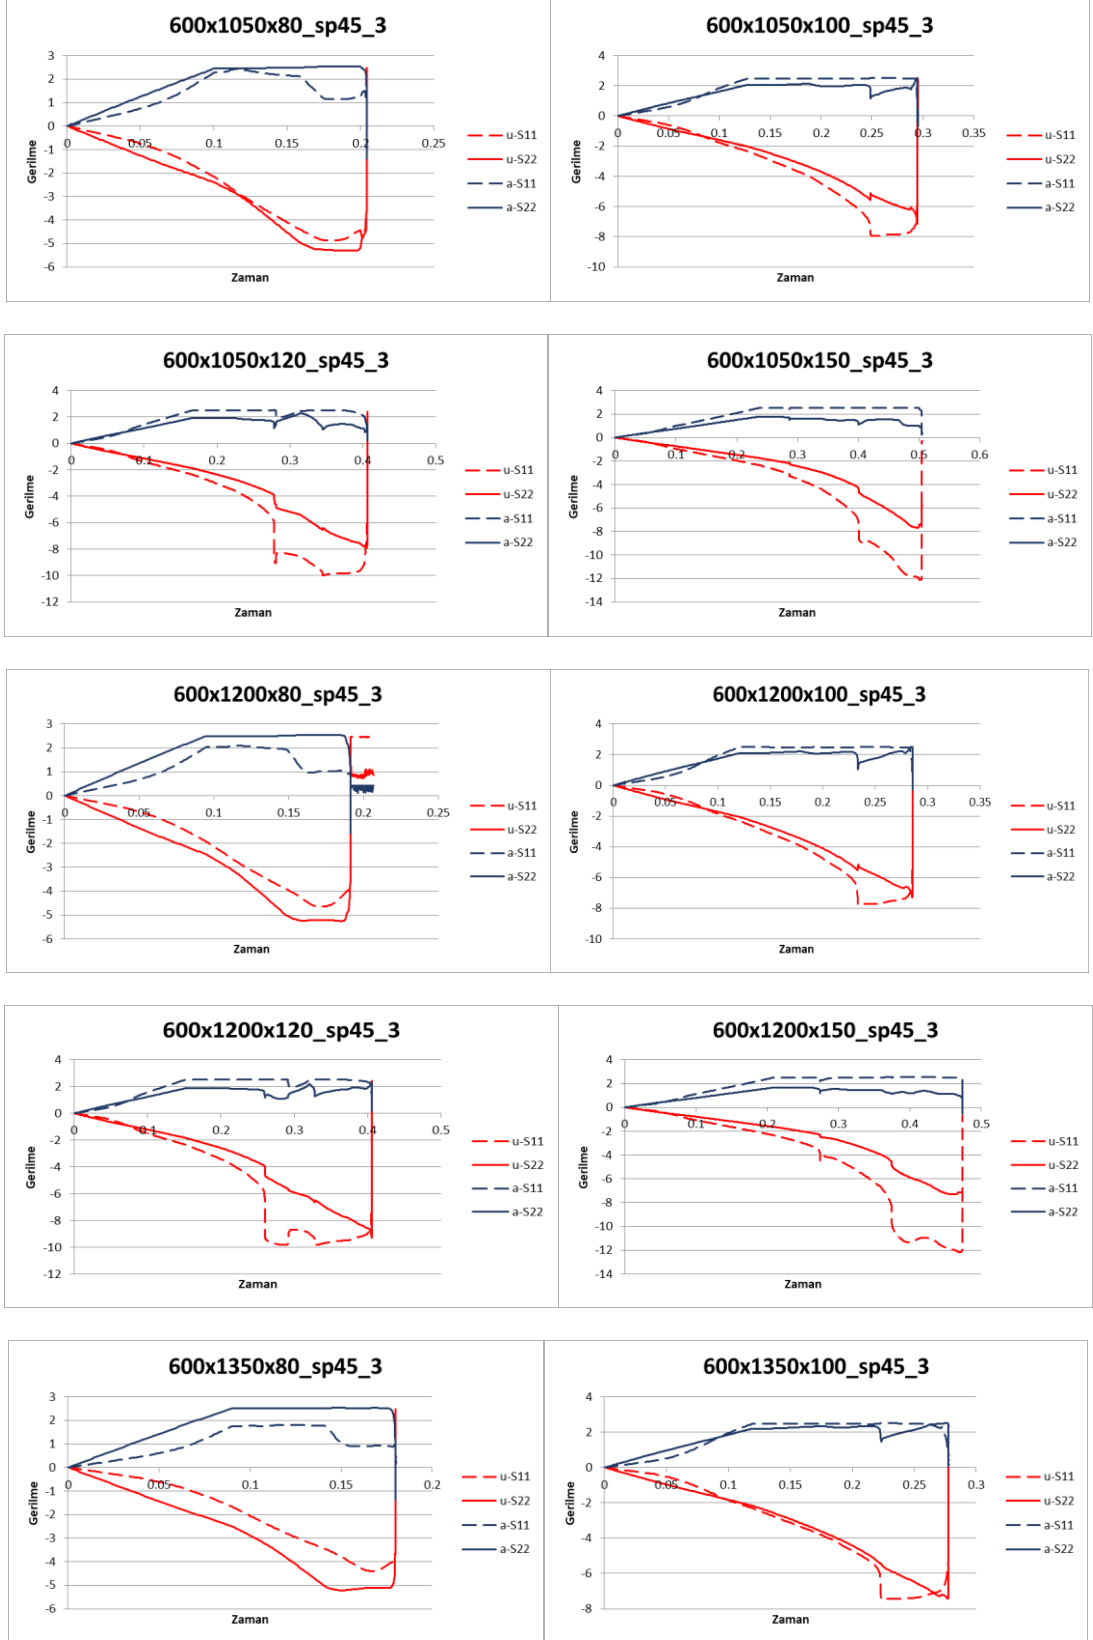 600x1050x80_sp45_3
3
2
1
0
-1
-2
-3
-4
-5
-6
0
0.05
0.1
0.15
0.2
0.25
Gerilme
Zaman
u-S11
u-S22
a-S11
a-S22
600x1050x100_sp45_3
4
2
0
-2
-4
-6
-8
-10
0
0.05
0.1
0.15
0.2
0.25
0.3
0.35
Gerilme
Zaman
u-S11
u-S22
a-S11
a-S22
600x1050x120_sp45_3
4
2
0
-2
-4
-6
-8
-10
-12
0
0.1
0.2
0.3
0.4
0.5
Gerilme
Zaman
u-S11
u-S22
a-S11
a-S22
600x1050x150_sp45_3
4
2
0
-2
-4
-6
-8
-10
-12
-14
0
0.1
0.2
0.3
0.4
0.5
0.6
Gerilme
Zaman
u-S11
u-S22
a-S11
a-S22
600x1200x80_sp45_3
3
2
1
0
-1
-2
-3
-4
-5
-6
0
0.05
0.1
0.15
0.2
0.25
Gerilme
Zaman
u-S11
u-S22
a-S11
a-S22
600x1200x100_sp45_3
4
2
0
-2
-4
-6
-8
-10
0
0.05
0.1
0.15
0.2
0.25
0.3
0.35
Gerilme
Zaman
u-S11
u-S22
a-S11
a-S22
600x1200x120_sp45_3
4
2
0
-2
-4
-6
-8
-10
-12
0
0.1
0.2
0.3
0.4
0.5
Gerilme
Zaman
u-S11
u-S22
a-S11
a-S22
600x1200x150_sp45_3
4
2
0
-2
-4
-6
-8
-10
-12
-14
0
0.1
0.2
0.3
0.4
0.5
Gerilme
Zaman
u-S11
u-S22
a-S11
a-S22
600x1350x80_sp45_3
3
2
1
0
-1
-2
-3
-4
-5
-6
0
0.05
0.1
0.15
0.2
Gerilme
Zaman
u-S11
u-S22
a-S11
a-S22
600x1350x100_sp45_3
4
2
0
-2
-4
-6
-8
0
0.05
0.1
0.15
0.2
0.25
0.3
Gerilme
Zaman
u-S11
u-S22
a-S11
a-S22